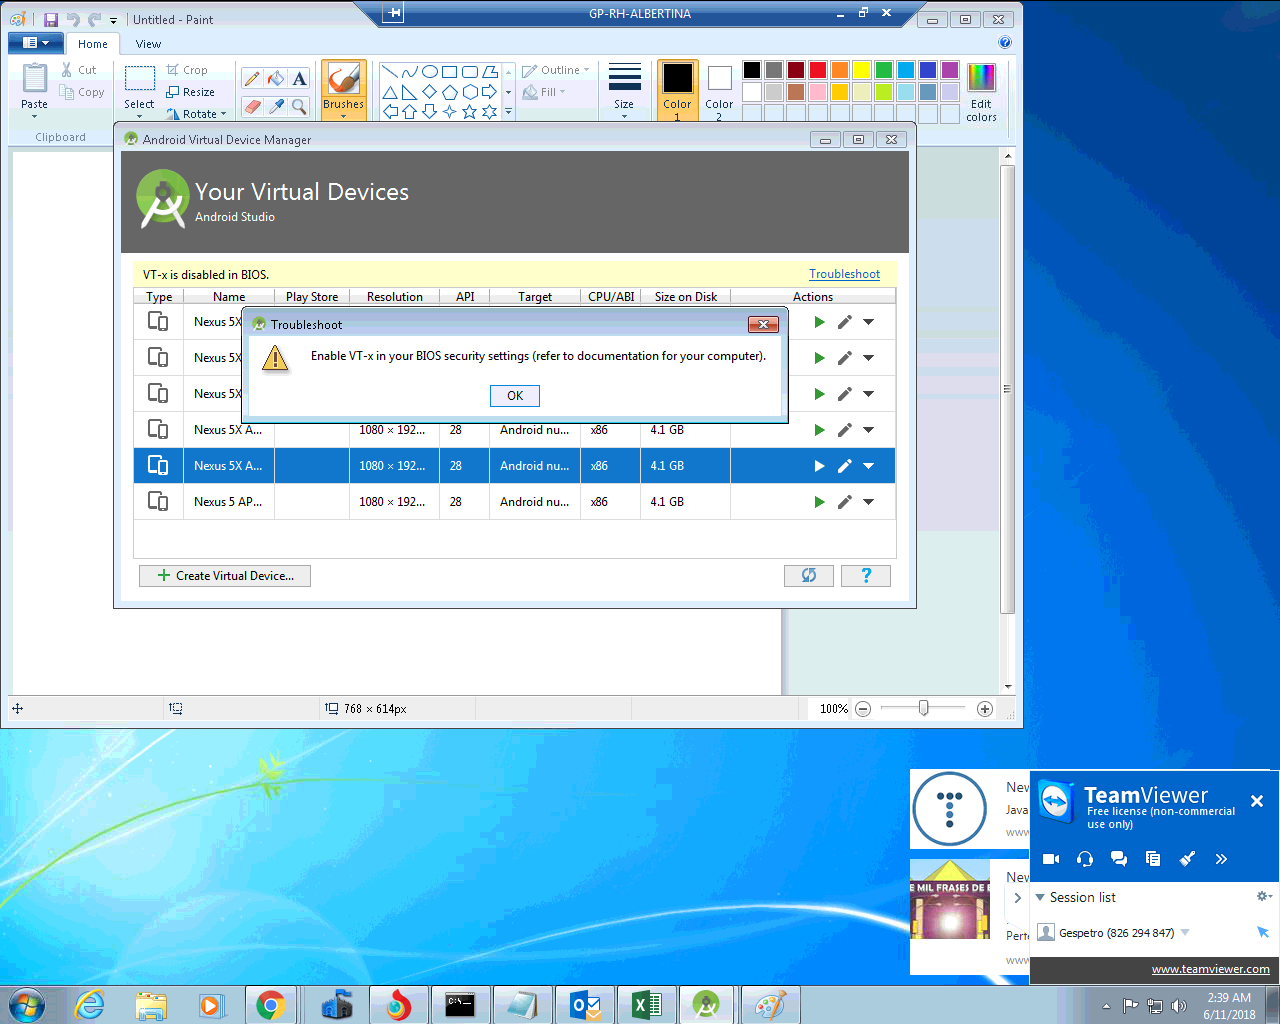 Untitled - Paint
GP-RH-ALBERTINA
Home
View
Cut
Copy
Paste
Clipboard
Select
Crop
Resize
Rotate
A
Brushes
Outline
Fill
Size
Color
1
Color
2
Edit
colors
Android Virtual Device Manager
Your Virtual Devices
Android Studio
VT-x is disabled in BIOS.
Troubleshoot
Type Name Play Store Resolution API Target CPU/ABI Size on Disk Actions
Nexus 5X
Troubleshoot
Enable VT-x in your BIOS security settings (refer to documentation for your computer).
Nexus 5X
Nexus 5X
OK
Nexus 5X A... 1080 × 192... 28 Android nu... x86 4.1 GB
Nexus 5X A... 1080 × 192... 28 Android nu... x86 4.1 GB
Nexus 5 AP... 1080 × 192... 28 Android nu... x86 4.1 GB
Create Virtual Device...
?
768 × 614px
100%
New
Java
www
New
E MIL FRASES DE E
Perte
www
TeamViewer
Free license (non-commercial
use only)
Session list
Gespetro (826 294 847)
www.teamviewer.com
C:\_
2:39 AM
6/11/2018